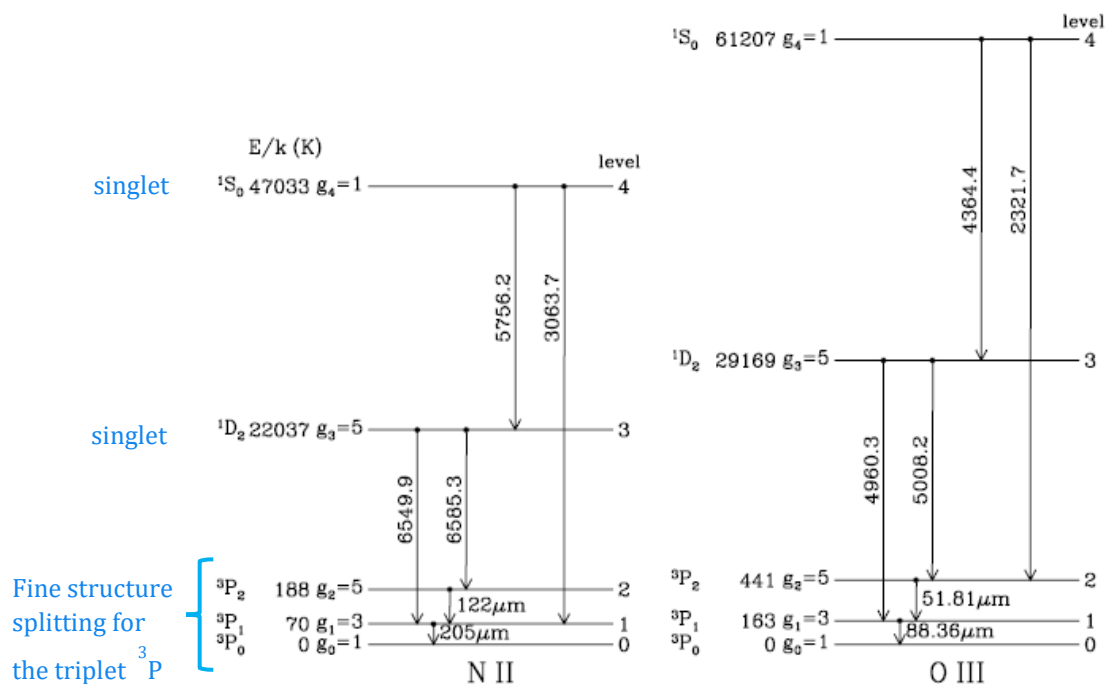 level
¹S₀ 61207 g₄=1 4
E/k (K)
level
singlet ¹S₀ 47033 g₄=1 4
4364.4
2321.7
5756.2
3063.7
¹D₂ 29169 g₃=5 3
singlet ¹D₂ 22037 g₃=5 3
4960.3
5008.2
6549.9
6585.3
Fine structure
splitting for
the triplet ³P
³P₂ 188 g₂=5 2
122μm
³P₁ 70 g₁=3 1
205μm
³P₀ 0 g₀=1 0
N II
³P₂ 441 g₂=5 2
51.81μm
³P₁ 163 g₁=3 1
88.36μm
³P₀ 0 g₀=1 0
O III